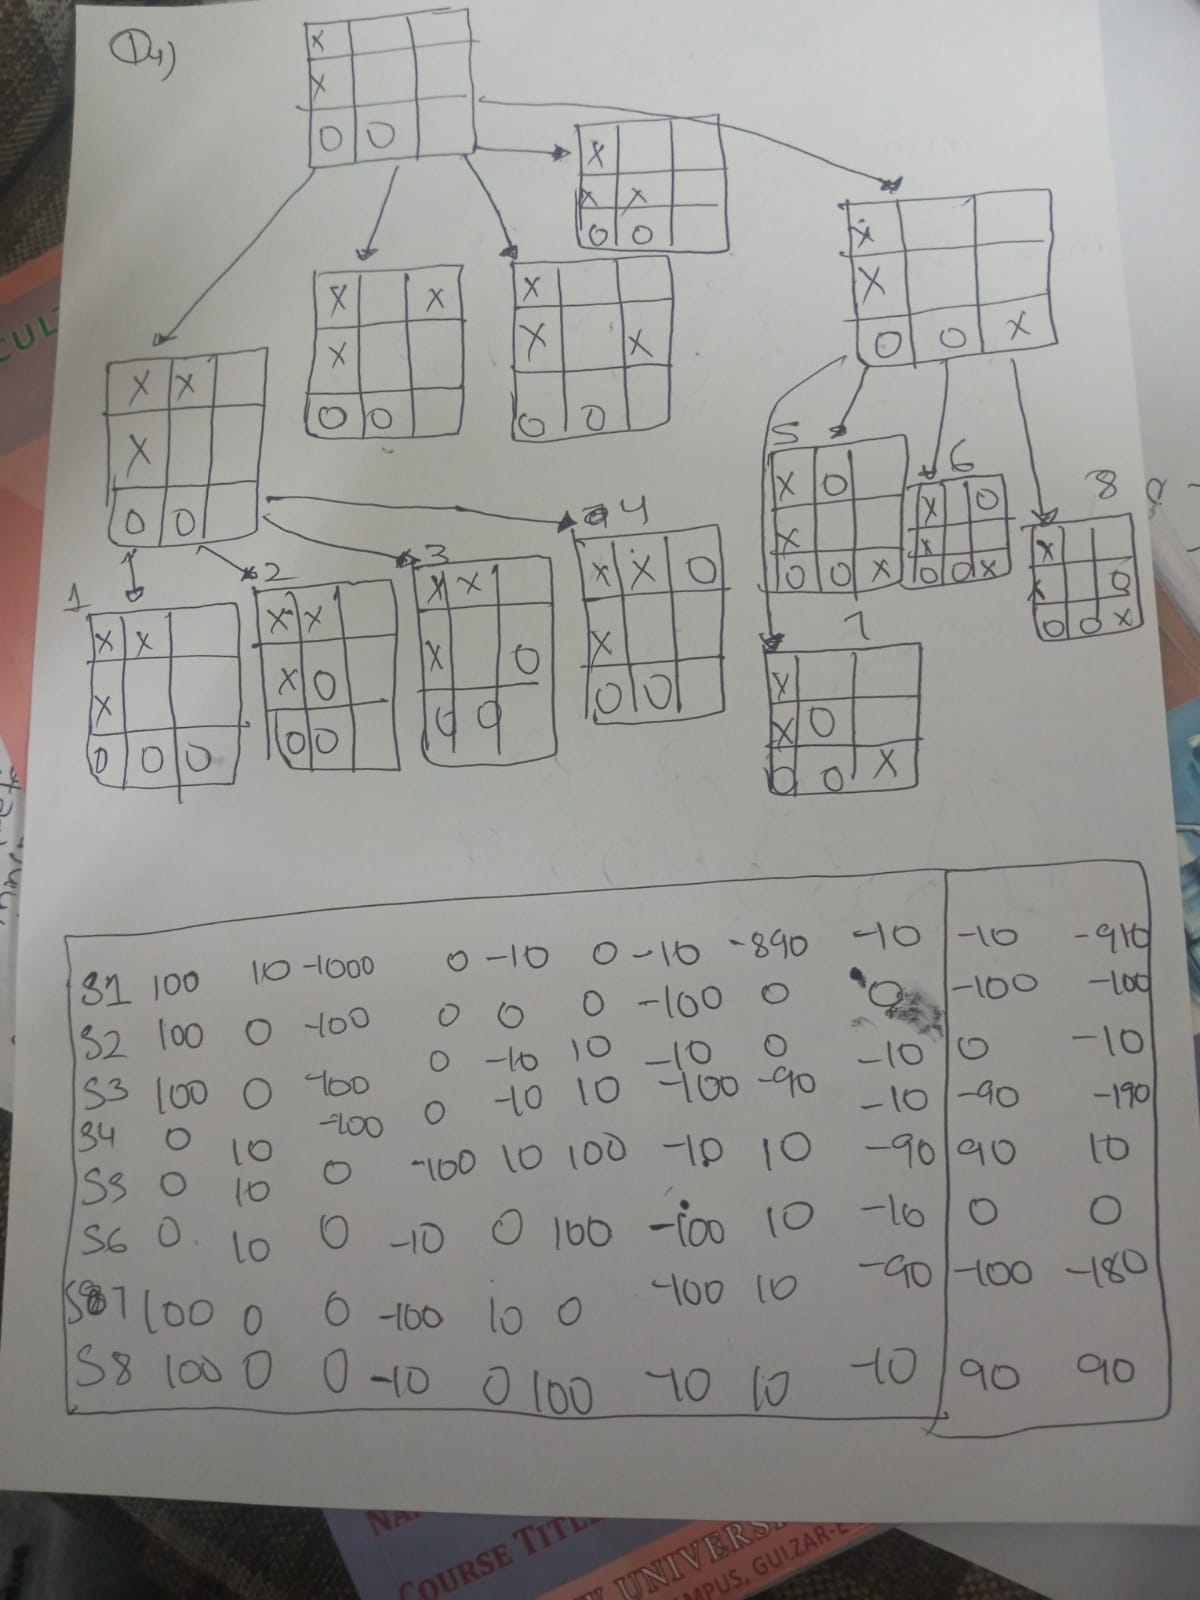 Q4)
X
X
O O
X
X X
O O
X
X
O O X
X X
X
O O
X X
X
O O
X
X X
O O
1
X X
X
O O O
2
X X
X O
O O
3
X X
X O
O O
4
X X O
X
O O
5
X O
X
O O X
6
X O
X
O O X
7
X
X O
O O X
8
X
X O
O O X
S1 100 10 -1000 0 -10 0 -10 -890 -10 -10 -910
S2 100 0 -100 0 0 0 -100 0 0 -100 -100
S3 100 0 -100 0 -10 10 -10 0 -10 0 -10
S4 0 10 -100 0 -10 10 -100 -90 -10 -90 -190
S5 0 10 0 -100 10 100 -10 10 -90 90 10
S6 0 10 0 -10 0 100 -100 10 -10 0 0
S7 100 0 0 -100 10 0 -100 10 -90 -100 -180
S8 100 0 0 -10 0 100 -10 10 -10 90 90
COURSE TITL
UNIVERS
MPUS, GULZAR-E